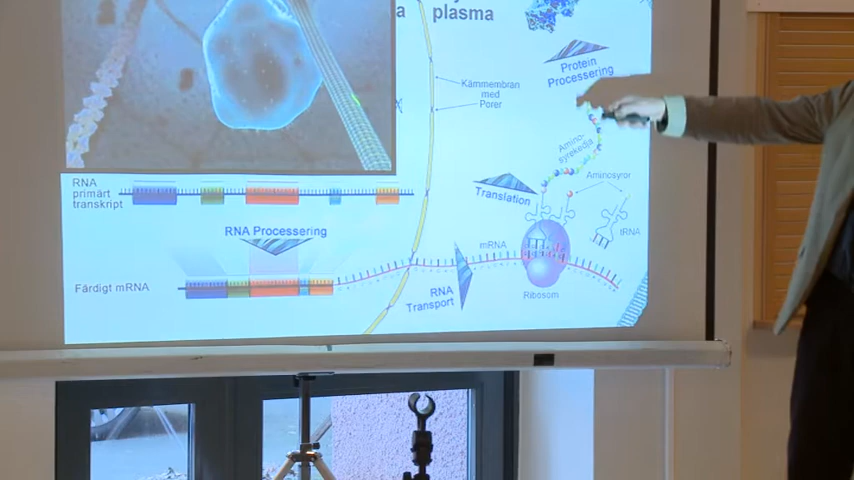 a
plasma
Protein
Processering
Kärnmembran
med
Porer
Amino-
syrekedja
Aminosyror
RNA
primärt
transkript
Translation
tRNA
RNA Processering
mRNA
Färdigt mRNA
RNA
Transport
Ribosom